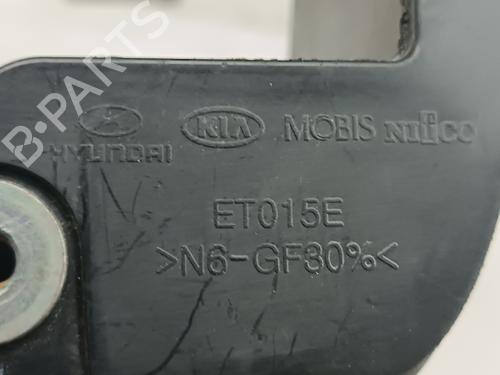 B-PARTS
HYUNDAI KIA MOBIS NIFCO
ET015E
>N6-GF30%<